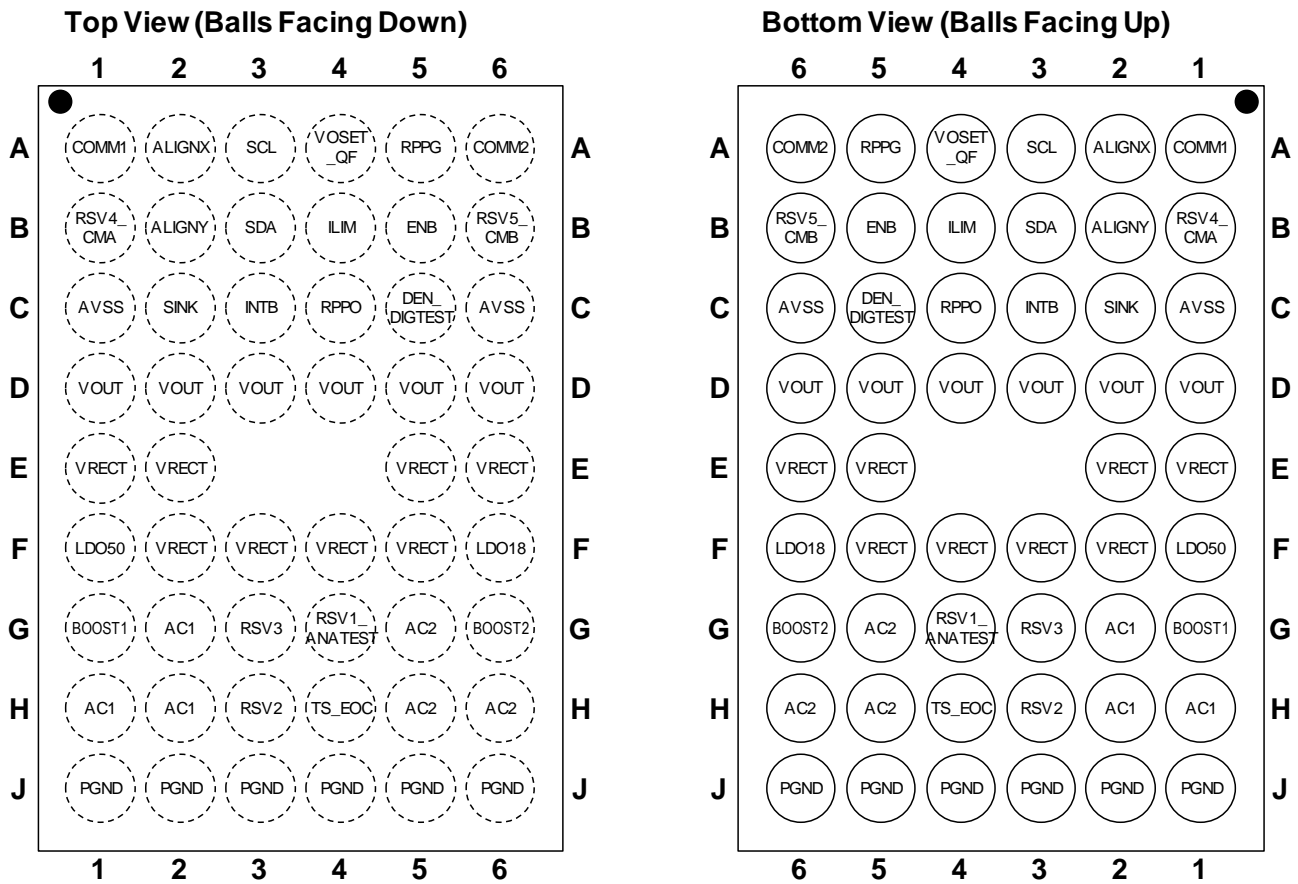 Top View (Balls Facing Down)
1 2 3 4 5 6
A COMM1 ALIGNX SCL VOSET_QF RPPG COMM2 A
B RSV4_CMA ALIGNY SDA ILIM ENB RSV5_CMB B
C AVSS SINK INTB RPPO DEN_DIGTEST AVSS C
D VOUT VOUT VOUT VOUT VOUT VOUT D
E VRECT VRECT VRECT VRECT E
F LDO50 VRECT VRECT VRECT VRECT LDO18 F
G BOOST1 AC1 RSV3 RSV1_ANATEST AC2 BOOST2 G
H AC1 AC1 RSV2 TS_EOC AC2 AC2 H
J PGND PGND PGND PGND PGND PGND J
1 2 3 4 5 6
Bottom View (Balls Facing Up)
6 5 4 3 2 1
A COMM2 RPPG VOSET_QF SCL ALIGNX COMM1 A
B RSV5_CMB ENB ILIM SDA ALIGNY RSV4_CMA B
C AVSS DEN_DIGTEST RPPO INTB SINK AVSS C
D VOUT VOUT VOUT VOUT VOUT VOUT D
E VRECT VRECT VRECT VRECT E
F LDO18 VRECT VRECT VRECT VRECT LDO50 F
G BOOST2 AC2 RSV1_ANATEST RSV3 AC1 BOOST1 G
H AC2 AC2 TS_EOC RSV2 AC1 AC1 H
J PGND PGND PGND PGND PGND PGND J
6 5 4 3 2 1